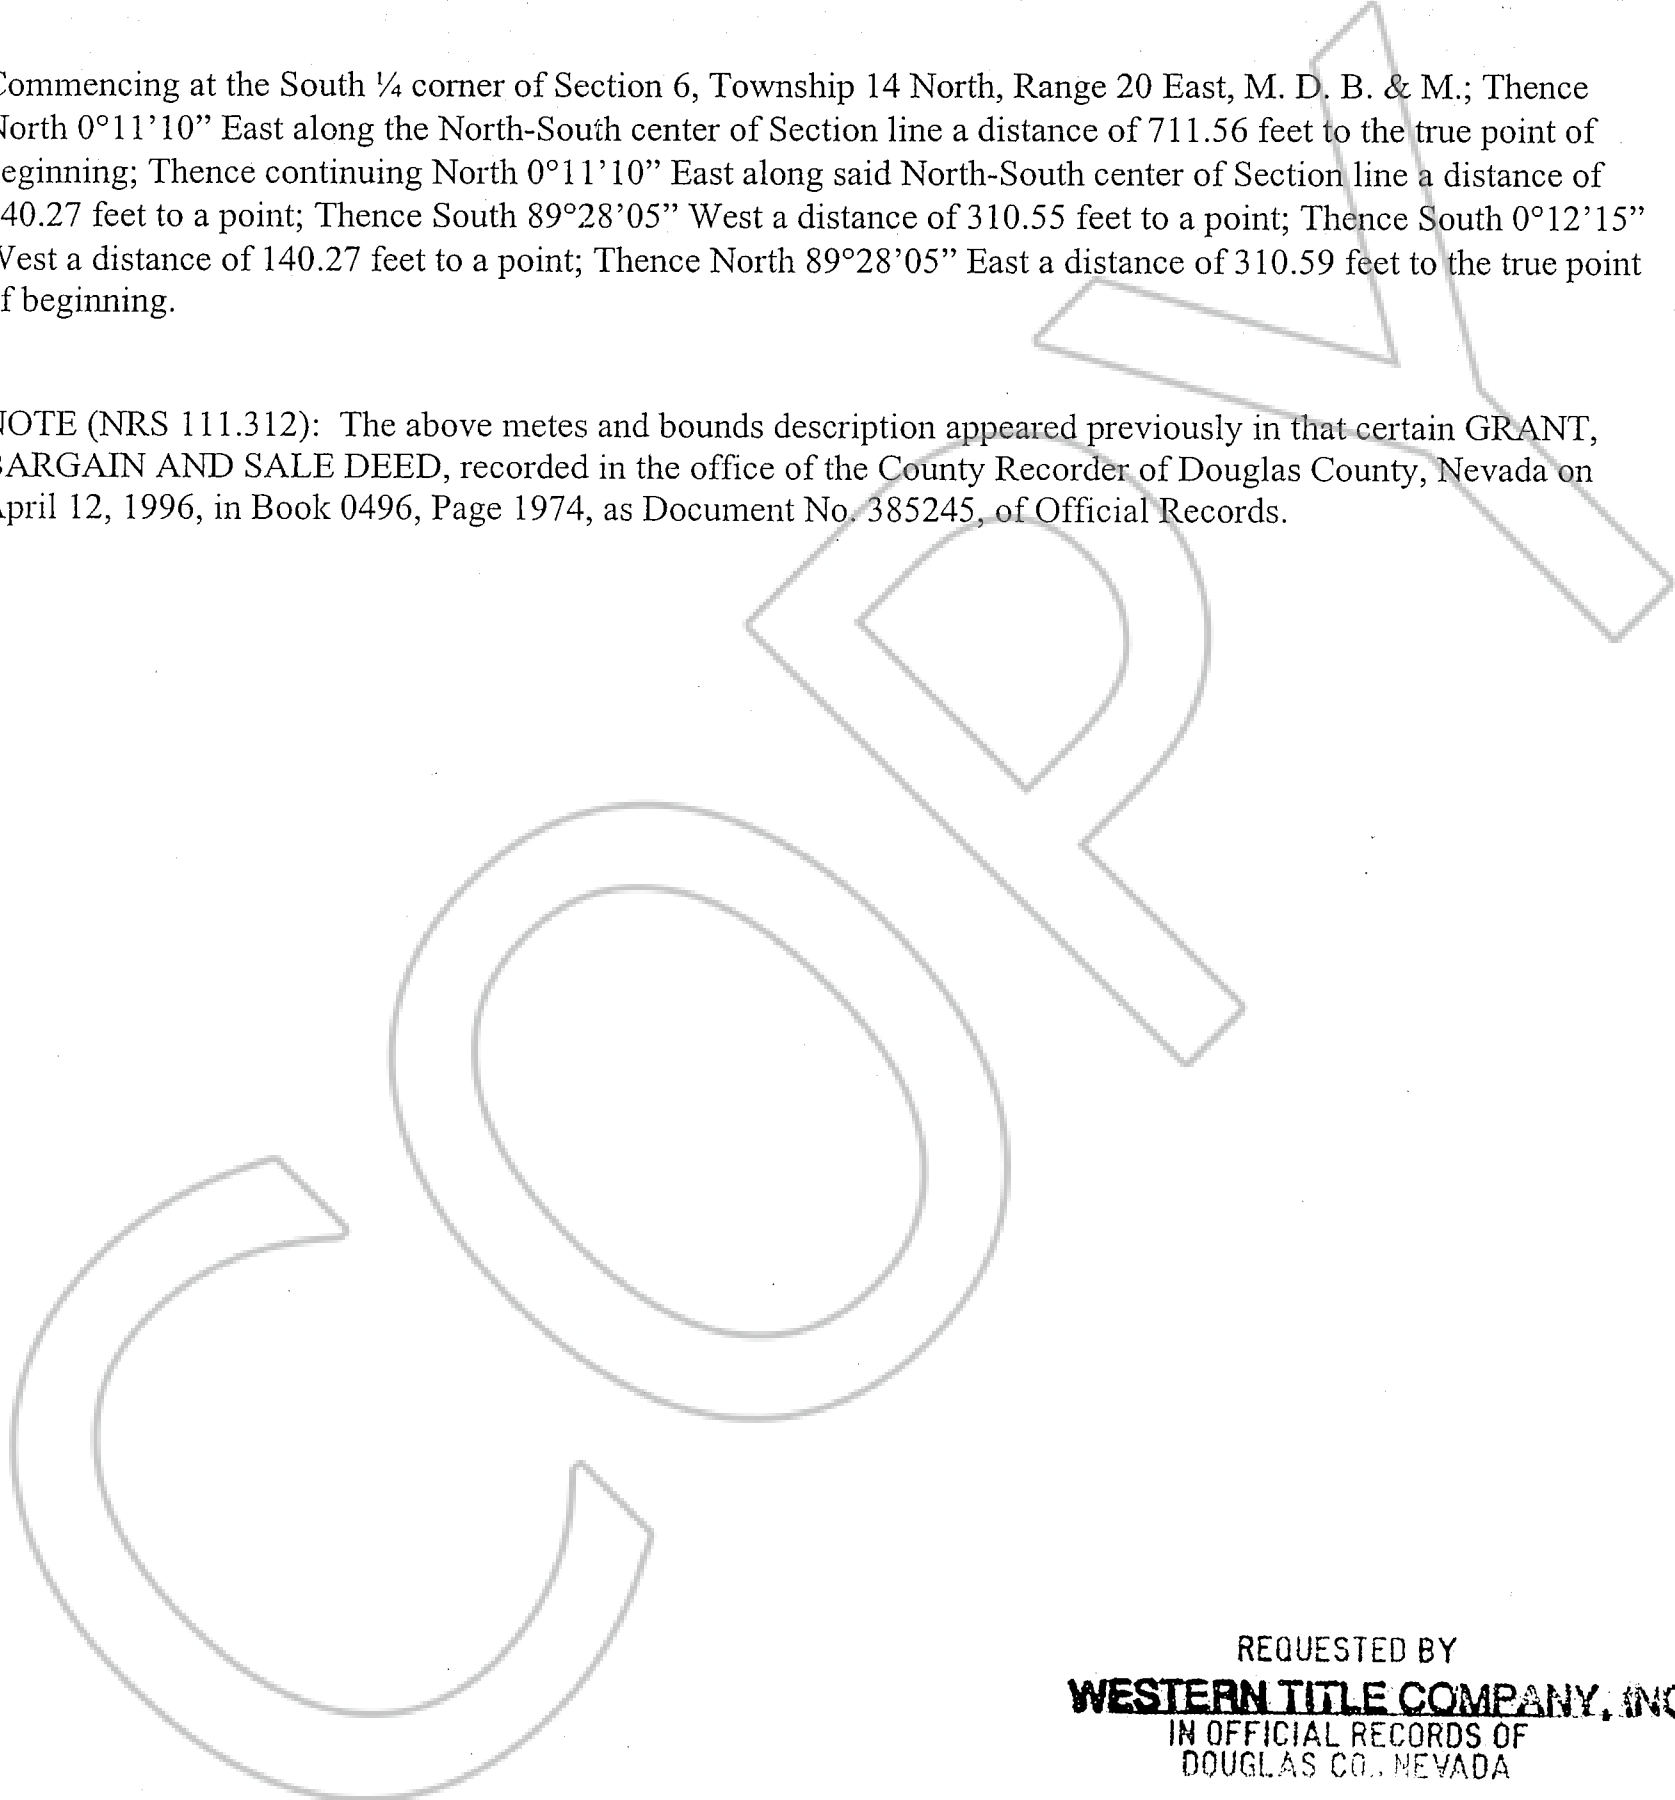 Commencing at the South ¼ corner of Section 6, Township 14 North, Range 20 East, M. D. B. & M.; Thence
North 0°11'10” East along the North-South center of Section line a distance of 711.56 feet to the true point of
eginning; Thence continuing North 0°11'10” East along said North-South center of Section line a distance of
40.27 feet to a point; Thence South 89°28'05” West a distance of 310.55 feet to a point; Thence South 0°12'15”
West a distance of 140.27 feet to a point; Thence North 89°28'05” East a distance of 310.59 feet to the true point
f beginning.
NOTE (NRS 111.312): The above metes and bounds description appeared previously in that certain GRANT,
BARGAIN AND SALE DEED, recorded in the office of the County Recorder of Douglas County, Nevada on
April 12, 1996, in Book 0496, Page 1974, as Document No. 385245, of Official Records.
COPY
REQUESTED BY
WESTERN TITLE COMPANY, INC
IN OFFICIAL RECORDS OF
DOUGLAS CO., NEVADA